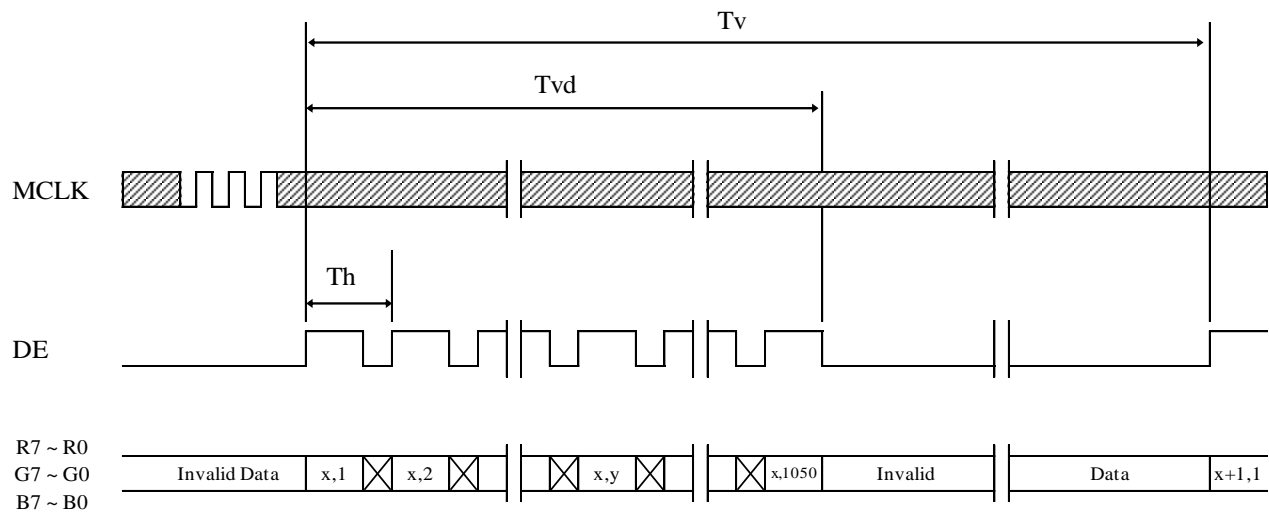 Tv
Tvd
MCLK
Th
DE
R7 ~ R0
G7 ~ G0
B7 ~ B0
Invalid Data x,1 x,2 x,y x,1050 Invalid Data x+1,1